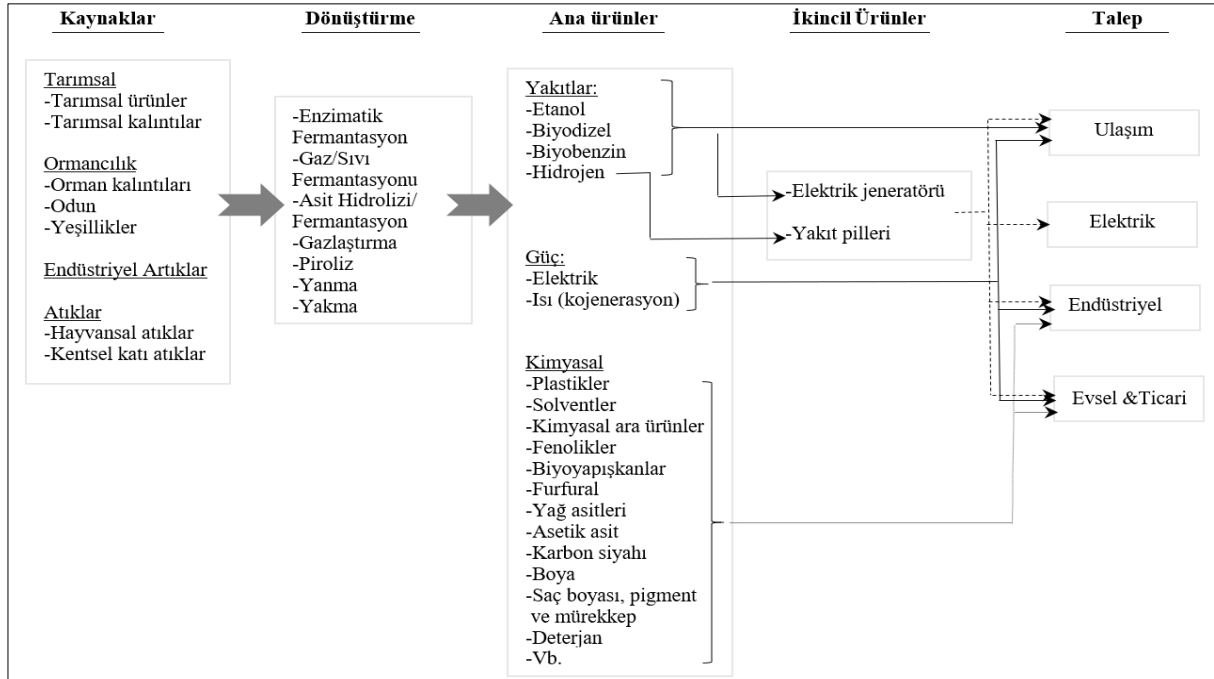 Kaynaklar
Dönüştürme
Ana ürünler
İkincil Ürünler
Talep
Tarımsal
-Tarımsal ürünler
-Tarımsal kalıntılar
Ormancılık
-Orman kalıntıları
-Odun
-Yeşillikler
Endüstriyel Artıklar
Atıklar
-Hayvansal atıklar
-Kentsel katı atıklar
-Enzimatik
Fermantasyon
-Gaz/Sıvı
Fermantasyonu
-Asit Hidrolizi/
Fermantasyon
-Gazlaştırma
-Piroliz
-Yanma
-Yakma
Yakıtlar:
-Etanol
-Biyodizel
-Biyobenzin
-Hidrojen
Güç:
-Elektrik
-Isı (kojenerasyon)
Kimyasal
-Plastikler
-Solventler
-Kimyasal ara ürünler
-Fenolikler
-Biyoyapışkanlar
-Furfural
-Yağ asitleri
-Asetik asit
-Karbon siyahı
-Boya
-Saç boyası, pigment
ve mürekkep
-Deterjan
-Vb.
-Elektrik jeneratörü
-Yakıt pilleri
Ulaşım
Elektrik
Endüstriyel
Evsel &Ticari